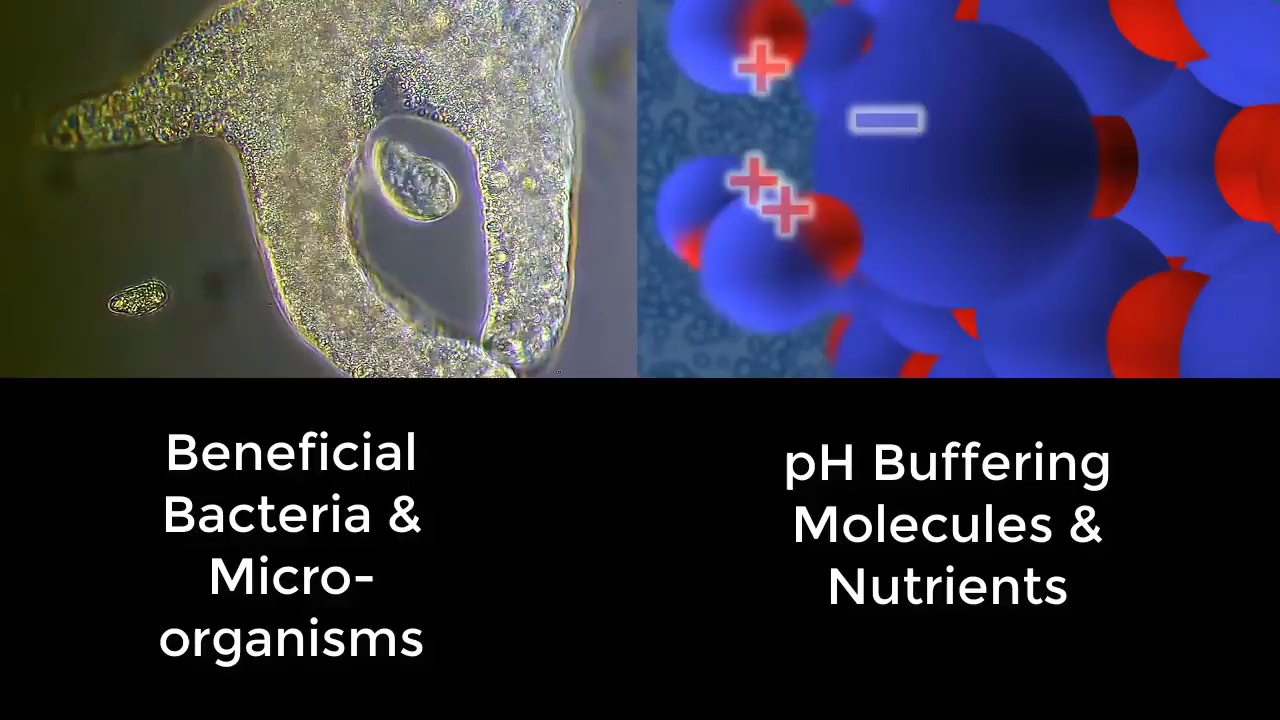 Beneficial
Bacteria &
Micro-
organisms
pH Buffering
Molecules &
Nutrients